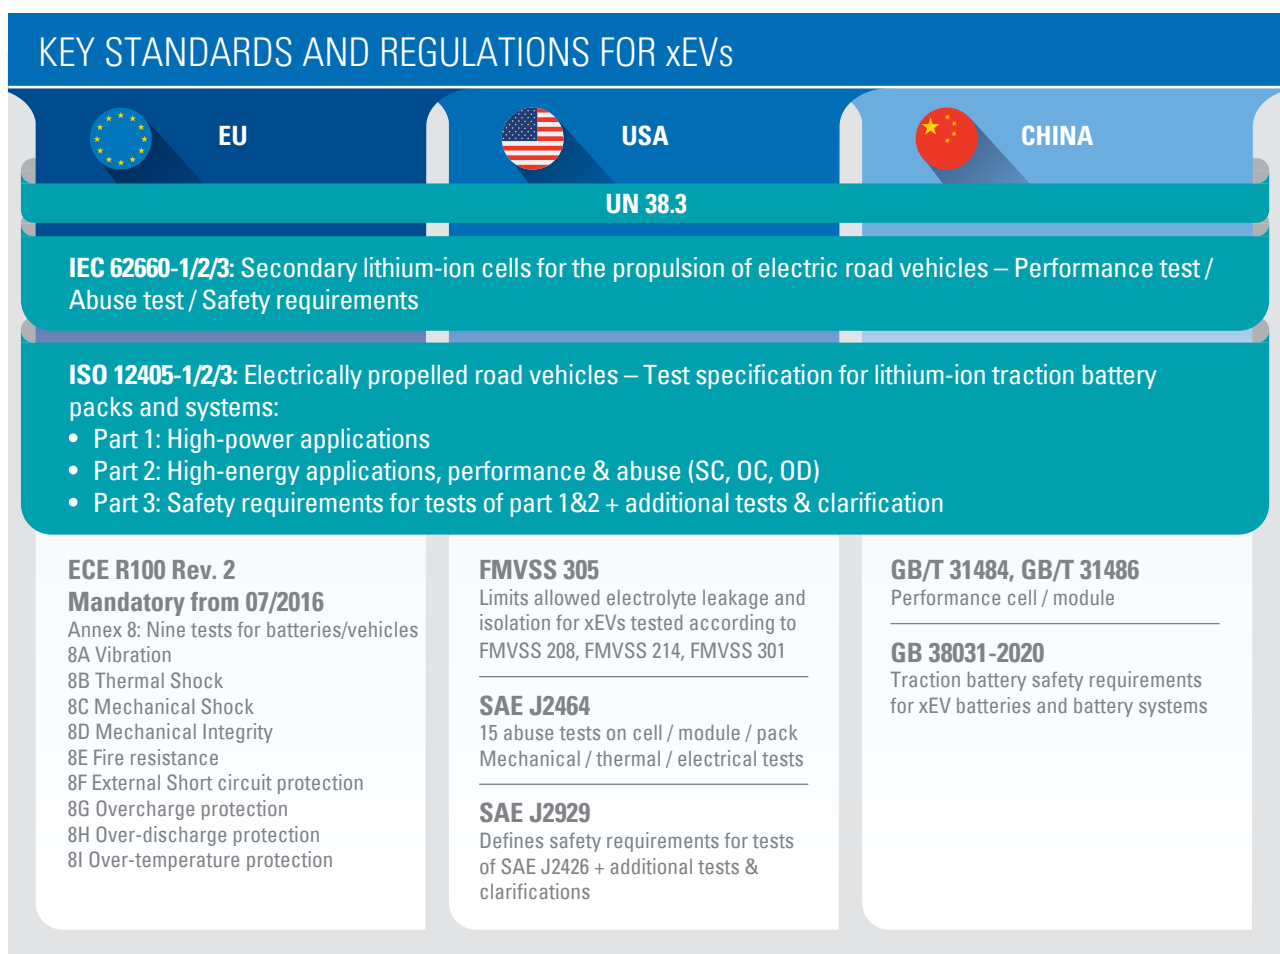 KEY STANDARDS AND REGULATIONS FOR xEVs
EU
USA
CHINA
UN 38.3
IEC 62660-1/2/3: Secondary lithium-ion cells for the propulsion of electric road vehicles – Performance test /
Abuse test / Safety requirements
ISO 12405-1/2/3: Electrically propelled road vehicles – Test specification for lithium-ion traction battery
packs and systems:
• Part 1: High-power applications
• Part 2: High-energy applications, performance & abuse (SC, OC, OD)
• Part 3: Safety requirements for tests of part 1&2 + additional tests & clarification
ECE R100 Rev. 2
Mandatory from 07/2016
Annex 8: Nine tests for batteries/vehicles
8A Vibration
8B Thermal Shock
8C Mechanical Shock
8D Mechanical Integrity
8E Fire resistance
8F External Short circuit protection
8G Overcharge protection
8H Over-discharge protection
8I Over-temperature protection
FMVSS 305
Limits allowed electrolyte leakage and
isolation for xEVs tested according to
FMVSS 208, FMVSS 214, FMVSS 301
SAE J2464
15 abuse tests on cell / module / pack
Mechanical / thermal / electrical tests
SAE J2929
Defines safety requirements for tests
of SAE J2426 + additional tests &
clarifications
GB/T 31484, GB/T 31486
Performance cell / module
GB 38031-2020
Traction battery safety requirements
for xEV batteries and battery systems